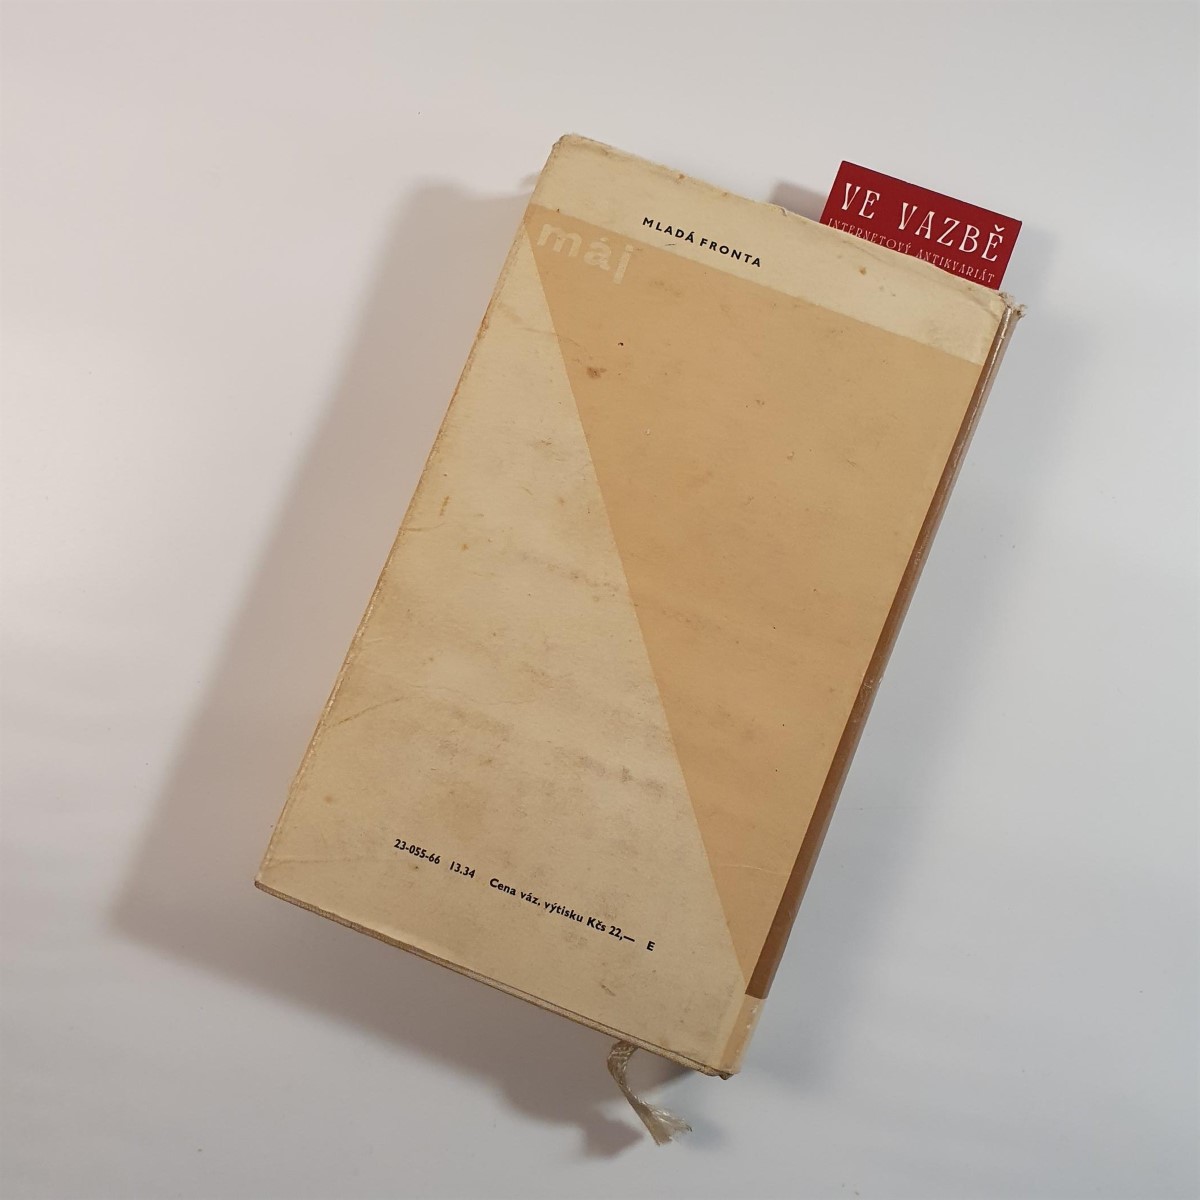 VE VAZBĚ
INTERNETOVÝ ANTIKVARIÁT
MLADÁ FRONTA
máj
23-055-66 13.34 Cena váz. výtisku Kčs 22,— E